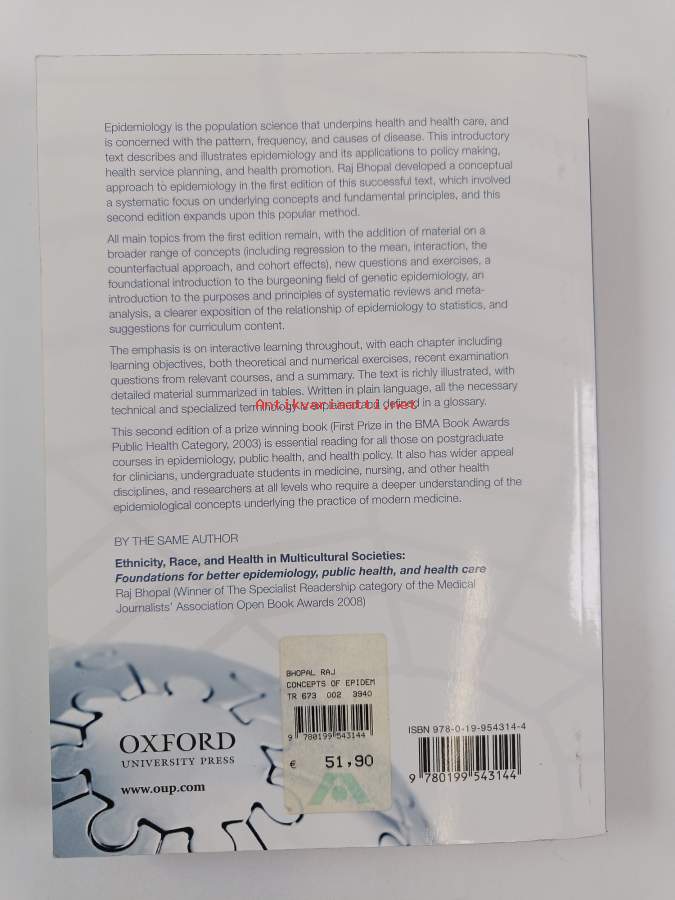 Epidemiology is the population science that underpins health and health care, and
is concerned with the pattern, frequency, and causes of disease. This introductory
text describes and illustrates epidemiology and its applications to policy making,
health service planning, and health promotion. Raj Bhopal developed a conceptual
approach to epidemiology in the first edition of this successful text, which involved
a systematic focus on underlying concepts and fundamental principles, and this
second edition expands upon this popular method.
All main topics from the first edition remain, with the addition of material on a
broader range of concepts (including regression to the mean, interaction, the
counterfactual approach, and cohort effects), new questions and exercises, a
foundational introduction to the burgeoning field of genetic epidemiology, an
introduction to the purposes and principles of systematic reviews and meta-
analysis, a clearer exposition of the relationship of epidemiology to statistics, and
suggestions for curriculum content.
The emphasis is on interactive learning throughout, with each chapter including
learning objectives, both theoretical and numerical exercises, recent examination
questions from relevant courses, and a summary. The text is richly illustrated, with
detailed material summarized in tables. Written in plain language, all the necessary
Antikvariaatti.net
technical and specialized terminology is explained and defined in a glossary.
This second edition of a prize winning book (First Prize in the BMA Book Awards
Public Health Category, 2003) is essential reading for all those on postgraduate
courses in epidemiology, public health, and health policy. It also has wider appeal
for clinicians, undergraduate students in medicine, nursing, and other health
disciplines, and researchers at all levels who require a deeper understanding of the
epidemiological concepts underlying the practice of modern medicine.
BY THE SAME AUTHOR
Ethnicity, Race, and Health in Multicultural Societies:
Foundations for better epidemiology, public health, and health care
Raj Bhopal (Winner of The Specialist Readership category of the Medical
Journalists' Association Open Book Awards 2008)
BHOPAL RAJ
CONCEPTS OF EPIDEM
TR 673 002 3940
9 780199 543144
€ 51,90
OXFORD
UNIVERSITY PRESS
www.oup.com
ISBN 978-0-19-954314-4
9 780199 543144